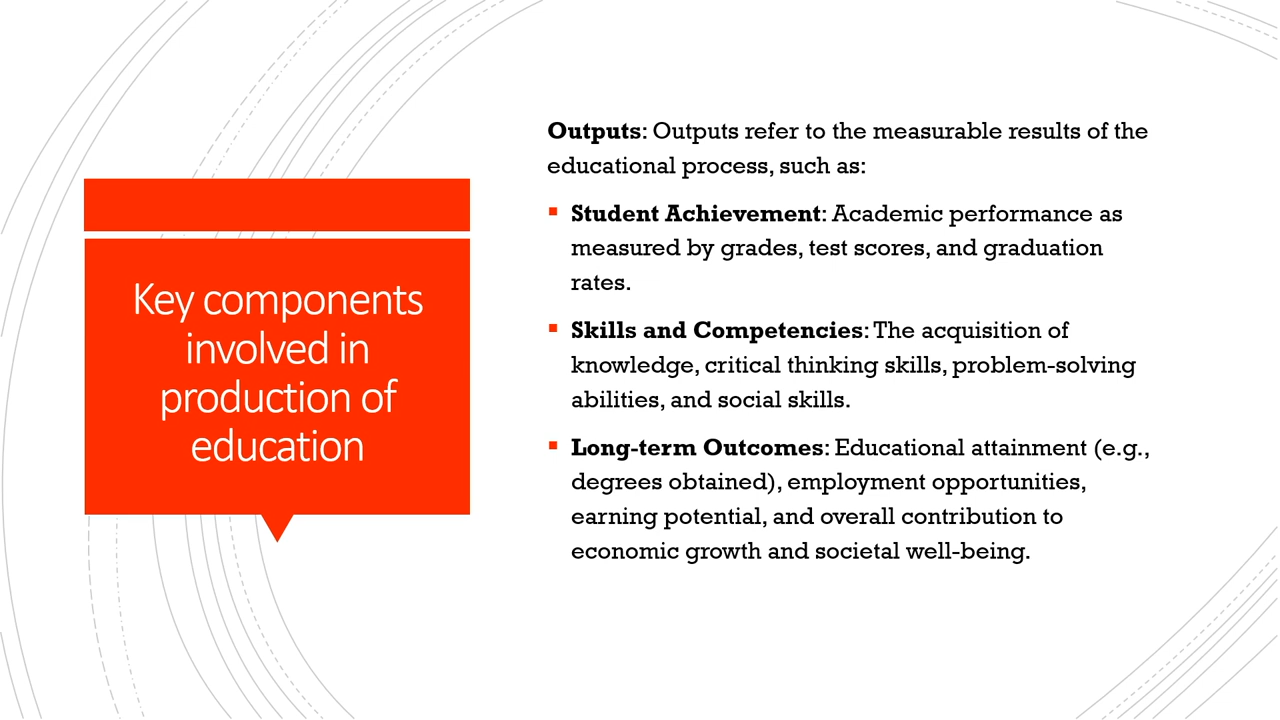 Key components
involved in
production of
education
Outputs: Outputs refer to the measurable results of the
educational process, such as:
▪ Student Achievement: Academic performance as
measured by grades, test scores, and graduation
rates.
▪ Skills and Competencies: The acquisition of
knowledge, critical thinking skills, problem-solving
abilities, and social skills.
▪ Long-term Outcomes: Educational attainment (e.g.,
degrees obtained), employment opportunities,
earning potential, and overall contribution to
economic growth and societal well-being.